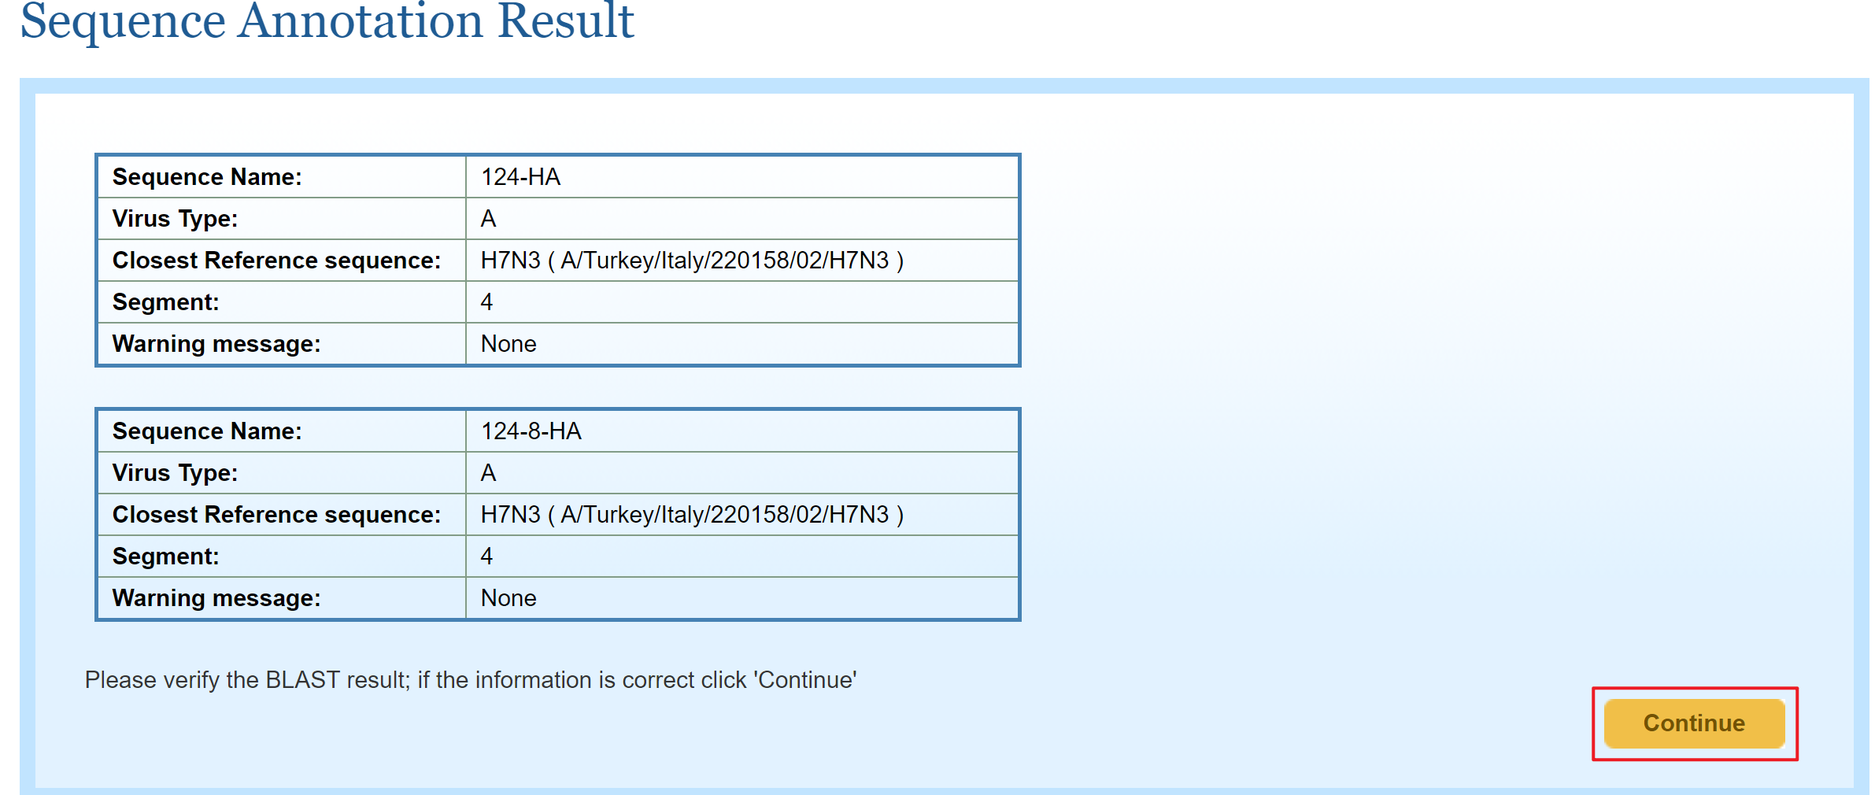 Sequence Annotation Result
Sequence Name: 124-HA
Virus Type: A
Closest Reference sequence: H7N3 ( A/Turkey/Italy/220158/02/H7N3 )
Segment: 4
Warning message: None
Sequence Name: 124-8-HA
Virus Type: A
Closest Reference sequence: H7N3 ( A/Turkey/Italy/220158/02/H7N3 )
Segment: 4
Warning message: None
Please verify the BLAST result; if the information is correct click 'Continue'
Continue